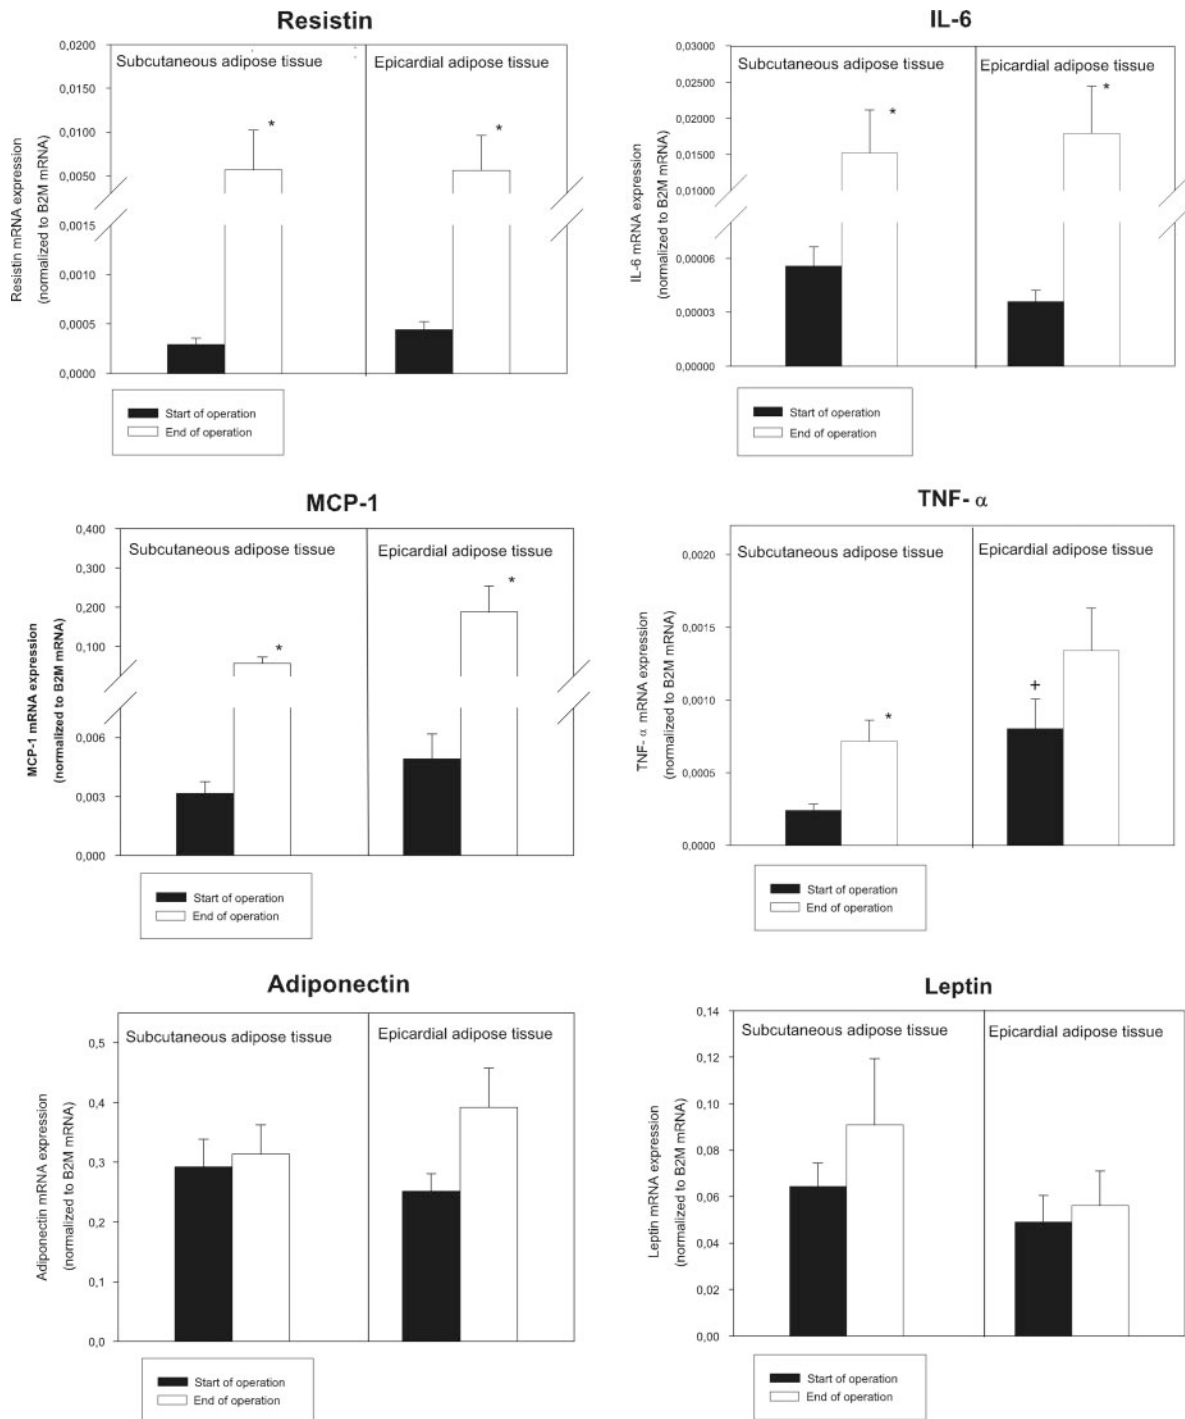 Resistin
Resistin mRNA expression
(normalized to B2M mRNA)
0,0200
0,0150
0,0100
0,0050
0,0015
0,0010
0,0005
0,0000
Subcutaneous adipose tissue
Epicardial adipose tissue
*
*
Start of operation
End of operation
IL-6
IL-6 mRNA expression
(normalized to B2M mRNA)
0,03000
0,02500
0,02000
0,01500
0,01000
0,00006
0,00003
0,00000
Subcutaneous adipose tissue
Epicardial adipose tissue
*
*
Start of operation
End of operation
MCP-1
MCP-1 mRNA expression
(normalized to B2M mRNA)
0,400
0,300
0,200
0,100
0,006
0,003
0,000
Subcutaneous adipose tissue
Epicardial adipose tissue
*
*
Start of operation
End of operation
TNF- α
TNF- α mRNA expression
(normalized to B2M mRNA)
0,0020
0,0015
0,0010
0,0005
0,0000
Subcutaneous adipose tissue
Epicardial adipose tissue
*
+
Start of operation
End of operation
Adiponectin
Adiponectin mRNA expression
(normalized to B2M mRNA)
0,5
0,4
0,3
0,2
0,1
0,0
Subcutaneous adipose tissue
Epicardial adipose tissue
Start of operation
End of operation
Leptin
Leptin mRNA expression
(normalized to B2M mRNA)
0,14
0,12
0,10
0,08
0,06
0,04
0,02
0,00
Subcutaneous adipose tissue
Epicardial adipose tissue
Start of operation
End of operation